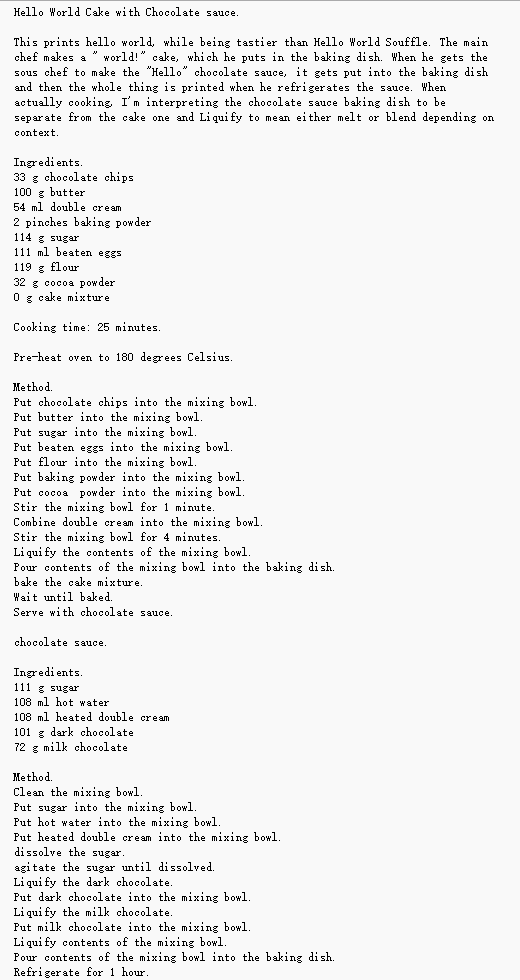 Hello World Cake with Chocolate sauce.
This prints hello world, while being tastier than Hello World Souffle. The main
chef makes a " world!" cake, which he puts in the baking dish. When he gets the
sous chef to make the "Hello" chocolate sauce, it gets put into the baking dish
and then the whole thing is printed when he refrigerates the sauce. When
actually cooking, I'm interpreting the chocolate sauce baking dish to be
separate from the cake one and Liquify to mean either melt or blend depending on
context.
Ingredients.
33 g chocolate chips
100 g butter
54 ml double cream
2 pinches baking powder
114 g sugar
111 ml beaten eggs
119 g flour
32 g cocoa powder
0 g cake mixture
Cooking time: 25 minutes.
Pre-heat oven to 180 degrees Celsius.
Method.
Put chocolate chips into the mixing bowl.
Put butter into the mixing bowl.
Put sugar into the mixing bowl.
Put beaten eggs into the mixing bowl.
Put flour into the mixing bowl.
Put baking powder into the mixing bowl.
Put cocoa  powder into the mixing bowl.
Stir the mixing bowl for 1 minute.
Combine double cream into the mixing bowl.
Stir the mixing bowl for 4 minutes.
Liquify the contents of the mixing bowl.
Pour contents of the mixing bowl into the baking dish.
bake the cake mixture.
Wait until baked.
Serve with chocolate sauce.
chocolate sauce.
Ingredients.
111 g sugar
108 ml hot water
108 ml heated double cream
101 g dark chocolate
72 g milk chocolate
Method.
Clean the mixing bowl.
Put sugar into the mixing bowl.
Put hot water into the mixing bowl.
Put heated double cream into the mixing bowl.
dissolve the sugar.
agitate the sugar until dissolved.
Liquify the dark chocolate.
Put dark chocolate into the mixing bowl.
Liquify the milk chocolate.
Put milk chocolate into the mixing bowl.
Liquify contents of the mixing bowl.
Pour contents of the mixing bowl into the baking dish.
Refrigerate for 1 hour.